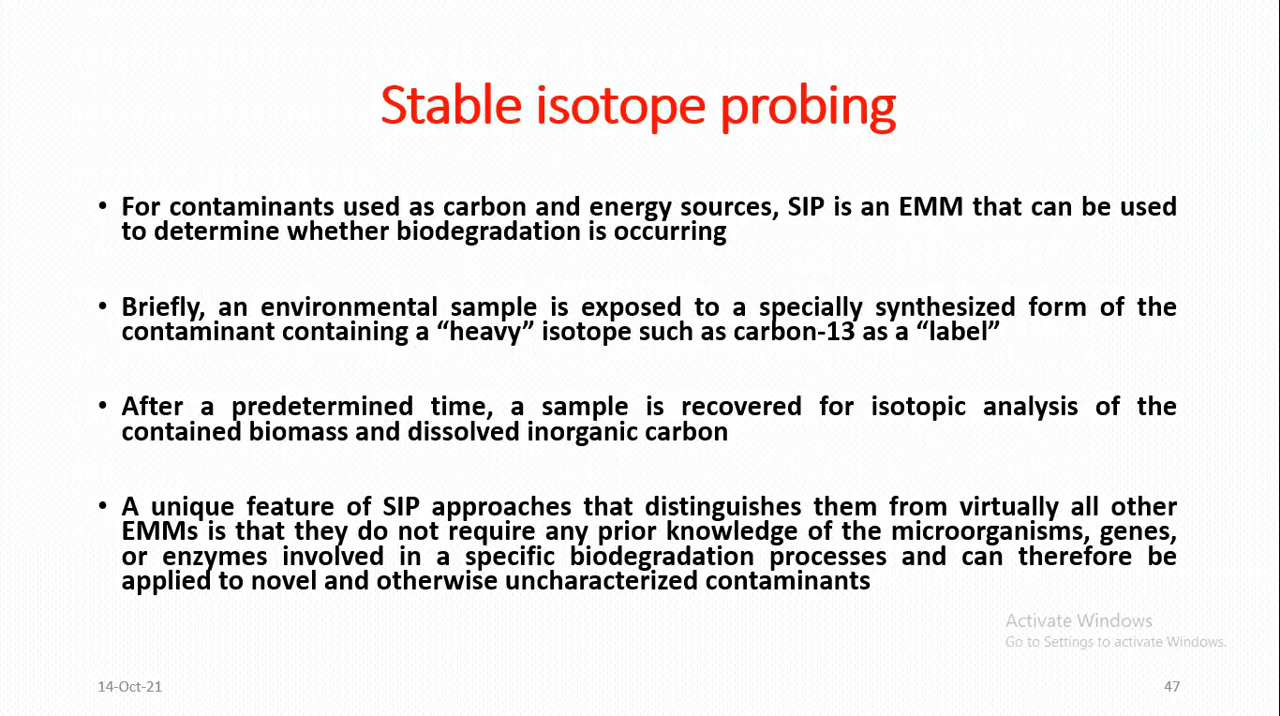 Stable isotope probing
• For contaminants used as carbon and energy sources, SIP is an EMM that can be used
to determine whether biodegradation is occurring
• Briefly, an environmental sample is exposed to a specially synthesized form of the
contaminant containing a “heavy” isotope such as carbon-13 as a “label”
• After a predetermined time, a sample is recovered for isotopic analysis of the
contained biomass and dissolved inorganic carbon
• A unique feature of SIP approaches that distinguishes them from virtually all other
EMMs is that they do not require any prior knowledge of the microorganisms, genes,
or enzymes involved in a specific biodegradation processes and can therefore be
applied to novel and otherwise uncharacterized contaminants
Activate Windows
Go to Settings to activate Windows.
14-Oct-21
47